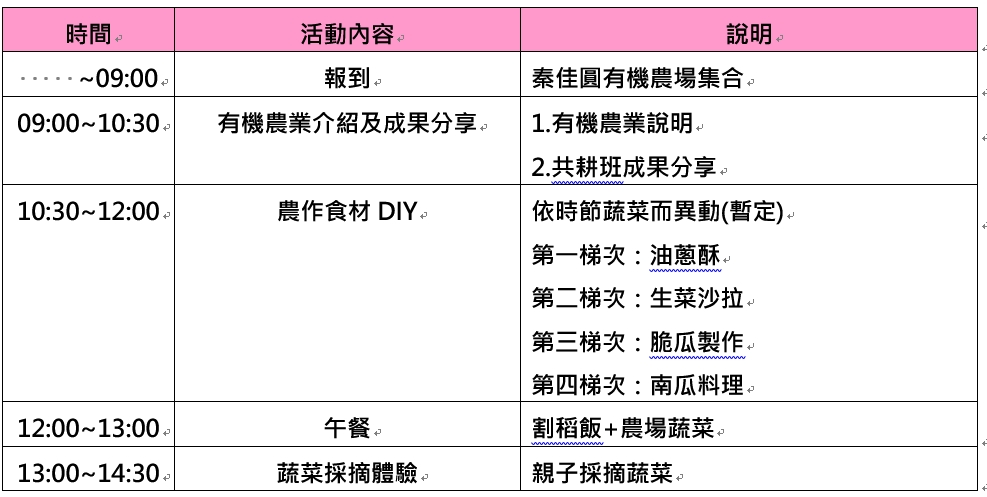 時間 活動內容 說明
~09:00 報到 秦佳圓有機農場集合
09:00~10:30 有機農業介紹及成果分享 1.有機農業說明
2.共耕班成果分享
10:30~12:00 農作食材 DIY 依時節蔬菜而異動(暫定)
第一梯次：油蔥酥
第二梯次：生菜沙拉
第三梯次：脆瓜製作
第四梯次：南瓜料理
12:00~13:00 午餐 割稻飯+農場蔬菜
13:00~14:30 蔬菜採摘體驗 親子採摘蔬菜